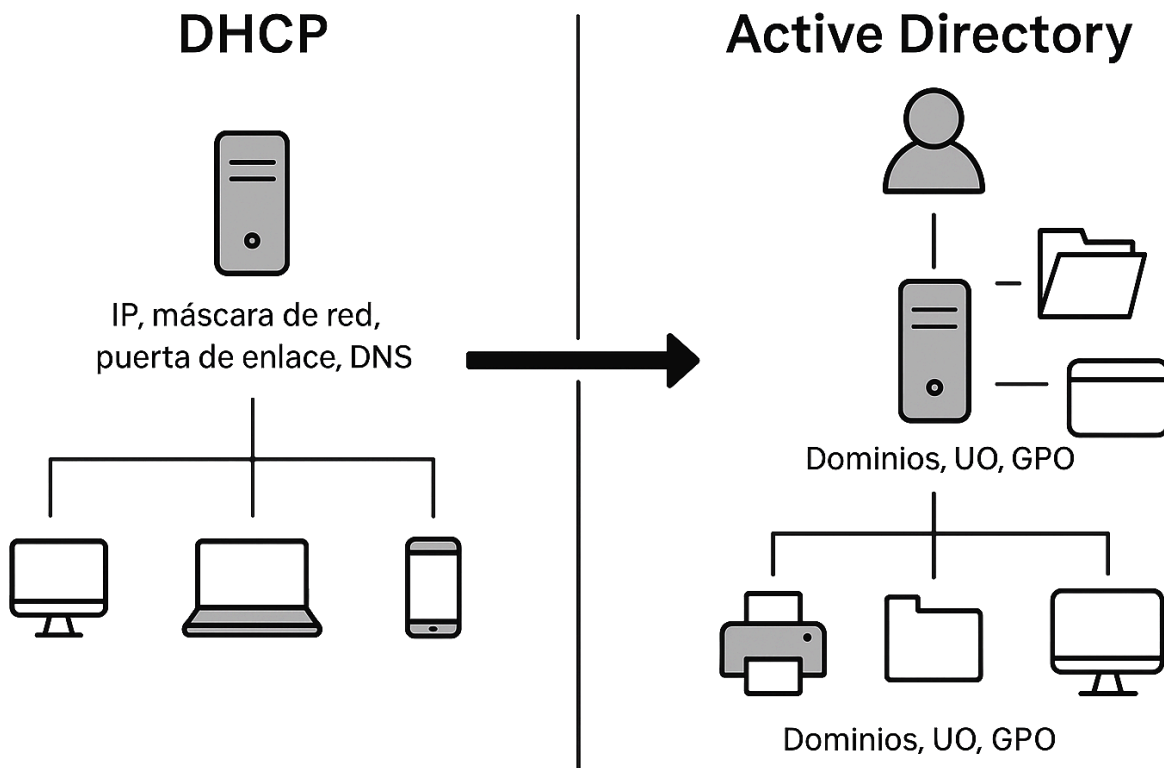 DHCP
IP, máscara de red,
puerta de enlace, DNS
Active Directory
Dominios, UO, GPO
Dominios, UO, GPO